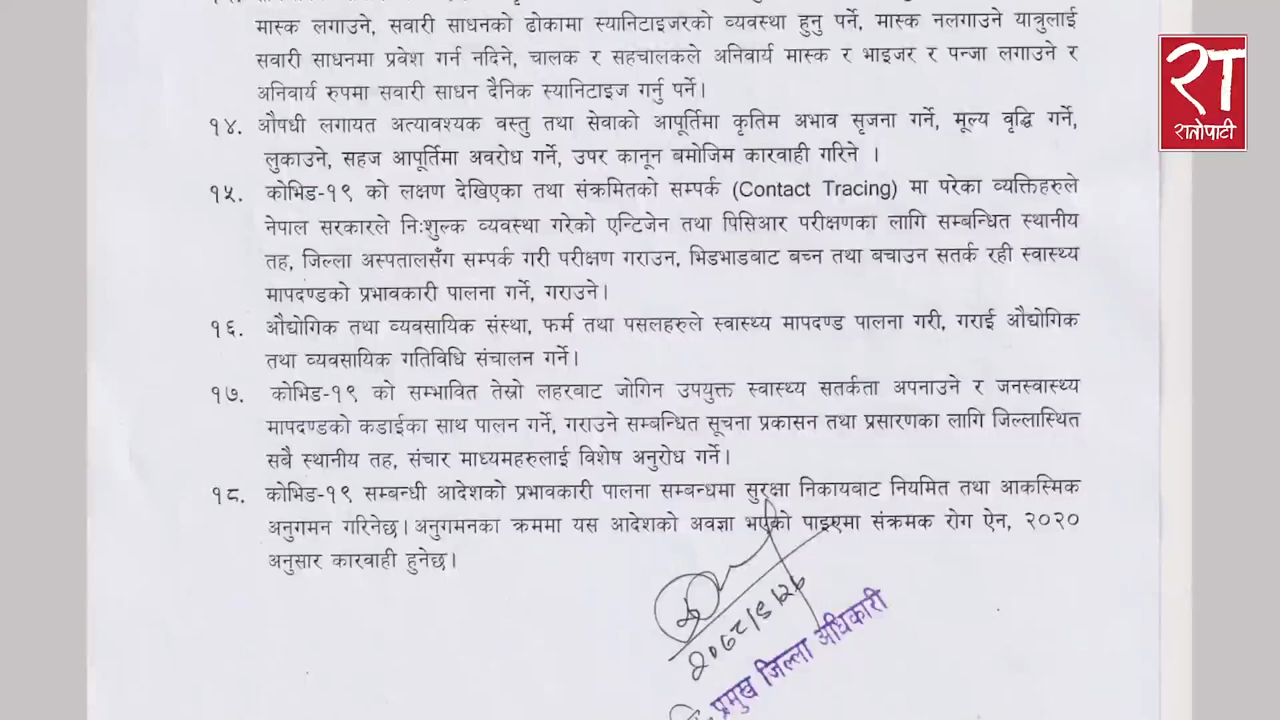 मास्क लगाउने, सवारी साधनको ढोकामा स्यानिटाइजरको व्यवस्था हुनु पर्ने, मास्क नलगाउने यात्रुलाई
सवारी साधनमा प्रवेश गर्न नदिने, चालक र सहचालकले अनिवार्य मास्क र भाइजर र पन्जा लगाउने र
अनिवार्य रुपमा सवारी साधन दैनिक स्यानिटाइज गर्नु पर्ने।
१४. औषधी लगायत अत्यावश्यक वस्तु तथा सेवाको आपूर्तिमा कृतिम अभाव सृजना गर्ने, मूल्य वृद्धि गर्ने,
लुकाउने, सहज आपूर्तिमा अवरोध गर्ने, उपर कानून बमोजिम कारवाही गरिने ।
१५. कोभिड-१९ को लक्षण देखिएका तथा संक्रमितको सम्पर्क (Contact Tracing) मा परेका व्यक्तिहरुले
नेपाल सरकारले निःशुल्क व्यवस्था गरेको एन्टिजेन तथा पिसिआर परीक्षणका लागि सम्बन्धित स्थानीय
तह, जिल्ला अस्पतालसँग सम्पर्क गरी परीक्षण गराउन, भिडभाडबाट बच्न तथा बचाउन सतर्क रही स्वास्थ्य
मापदण्डको प्रभावकारी पालना गर्ने, गराउने।
१६. औद्योगिक तथा व्यवसायिक संस्था, फर्म तथा पसलहरुले स्वास्थ्य मापदण्ड पालना गरी, गराई औद्योगिक
तथा व्यवसायिक गतिविधि संचालन गर्ने।
१७. कोभिड-१९ को सम्भावित तेस्रो लहरबाट जोगिन उपयुक्त स्वास्थ्य सतर्कता अपनाउने र जनस्वास्थ्य
मापदण्डको कडाईका साथ पालन गर्ने, गराउने सम्बन्धित सूचना प्रकासन तथा प्रसारणका लागि जिल्लास्थित
सबै स्थानीय तह, संचार माध्यमहरुलाई विशेष अनुरोध गर्ने।
१८. कोभिड-१९ सम्बन्धी आदेशको प्रभावकारी पालना सम्बन्धमा सुरक्षा निकायबाट नियमित तथा आकस्मिक
अनुगमन गरिनेछ। अनुगमनका क्रममा यस आदेशको अवज्ञा भएको पाइएमा संक्रमक रोग ऐन, २०२०
अनुसार कारवाही हुनेछ।
प्रमुख जिल्ला अधिकारी
रातोपाटी